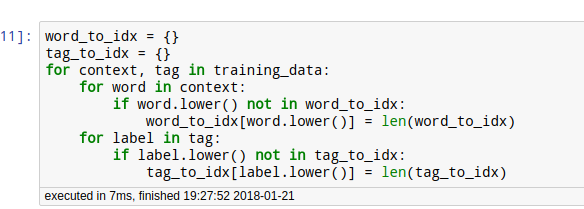 11]: word_to_idx = {}
tag_to_idx = {}
for context, tag in training_data:
    for word in context:
        if word.lower() not in word_to_idx:
            word_to_idx[word.lower()] = len(word_to_idx)
    for label in tag:
        if label.lower() not in tag_to_idx:
            tag_to_idx[label.lower()] = len(tag_to_idx)
executed in 7ms, finished 19:27:52 2018-01-21